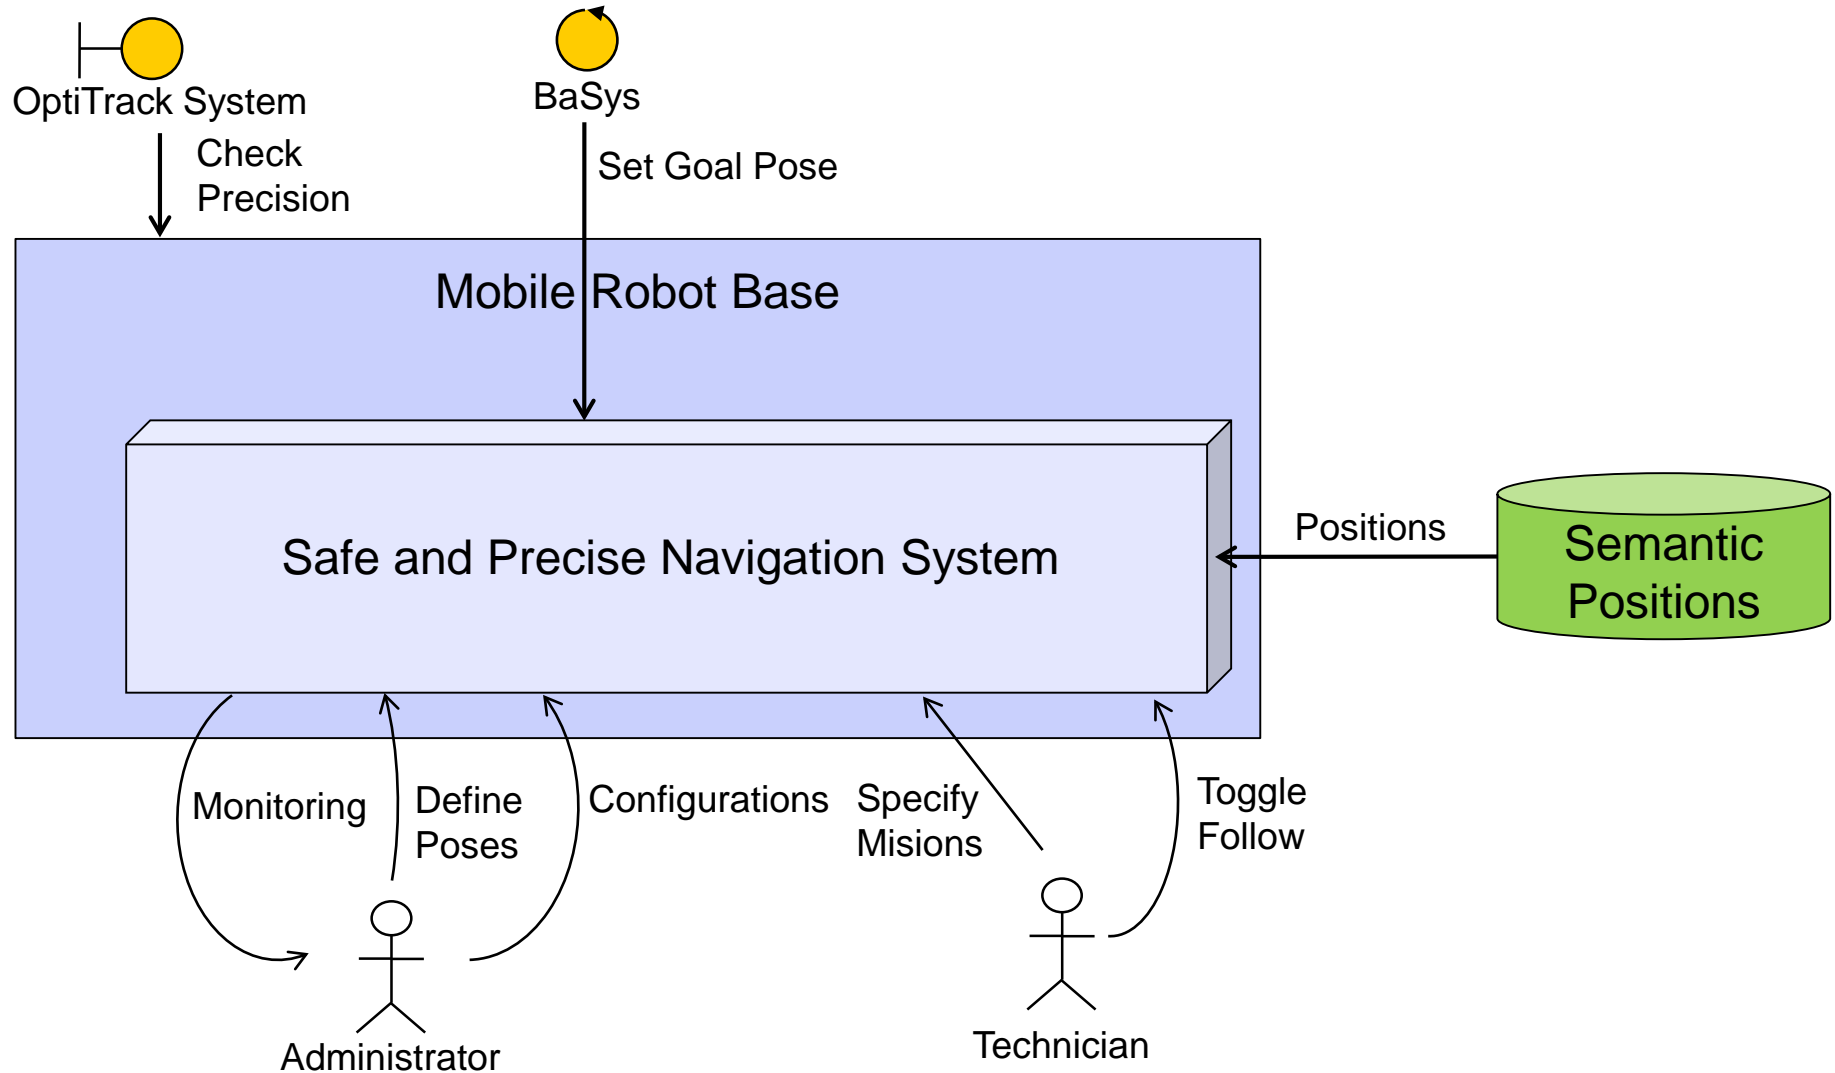 OptiTrack System
BaSys
Check
Precision
Set Goal Pose
Mobile Robot Base
Safe and Precise Navigation System
Positions
Semantic
Positions
Monitoring
Define
Poses
Configurations
Specify
Misions
Toggle
Follow
Administrator
Technician